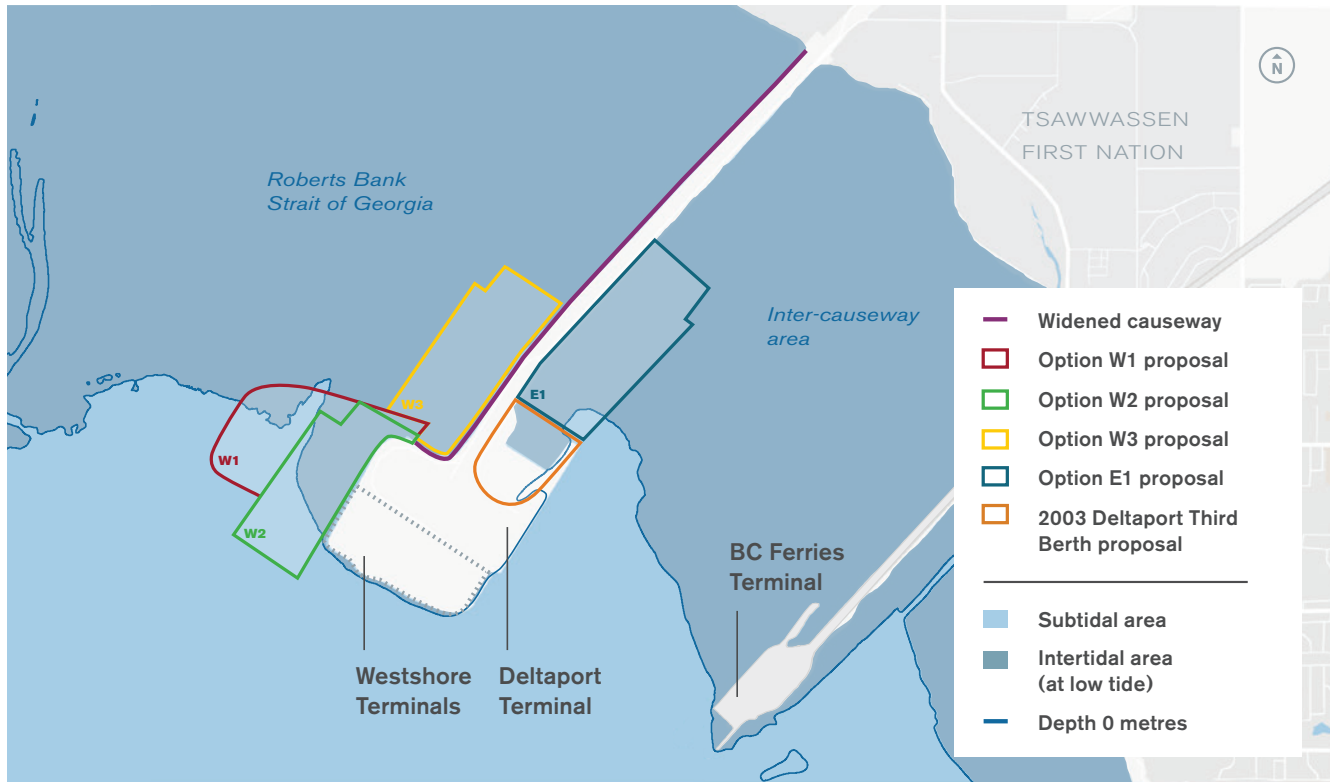 N
TSAWWASSEN
FIRST NATION
Roberts Bank
Strait of Georgia
Inter-causeway
area
W3
E1
W1
W2
BC Ferries
Terminal
Westshore
Terminals
Deltaport
Terminal
Widened causeway
Option W1 proposal
Option W2 proposal
Option W3 proposal
Option E1 proposal
2003 Deltaport Third
Berth proposal
Subtidal area
Intertidal area
(at low tide)
Depth 0 metres